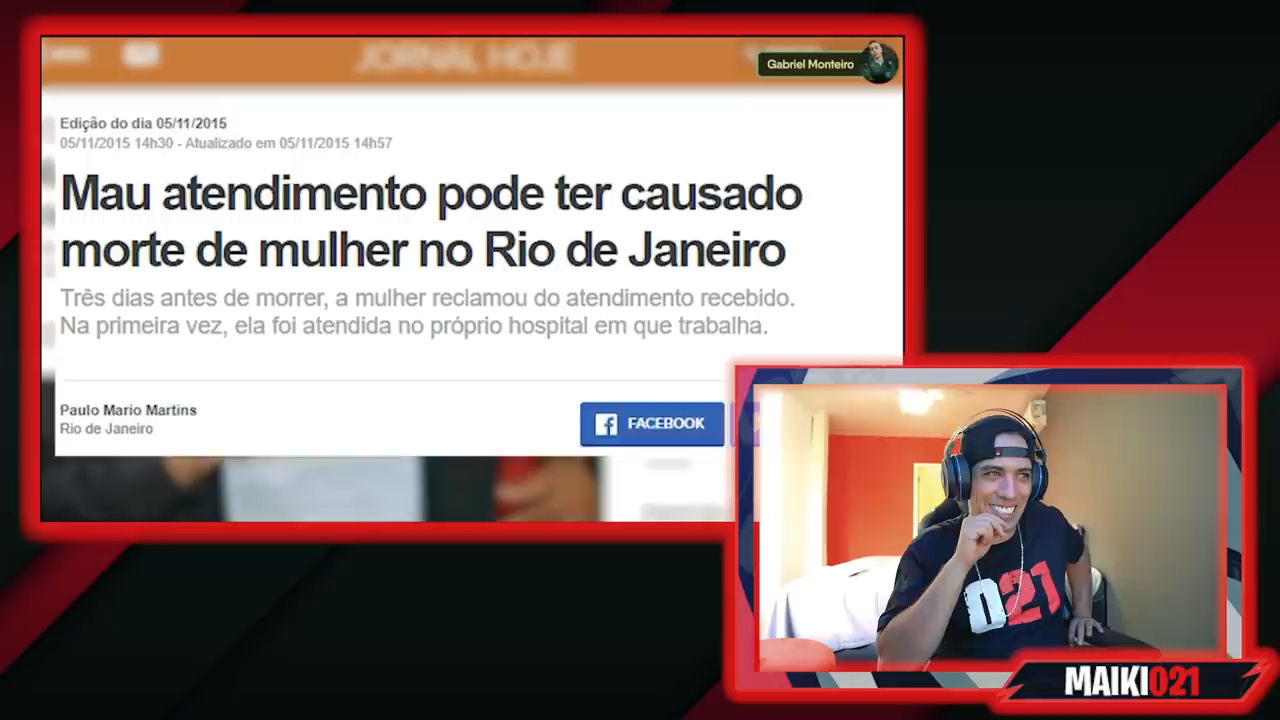 JORNAL HOJE
Gabriel Monteiro
Edição do dia 05/11/2015
05/11/2015 14h30 - Atualizado em 05/11/2015 14h57
Mau atendimento pode ter causado
morte de mulher no Rio de Janeiro
Três dias antes de morrer, a mulher reclamou do atendimento recebido.
Na primeira vez, ela foi atendida no próprio hospital em que trabalha.
Paulo Mario Martins
Rio de Janeiro
FACEBOOK
021
MAIKI021